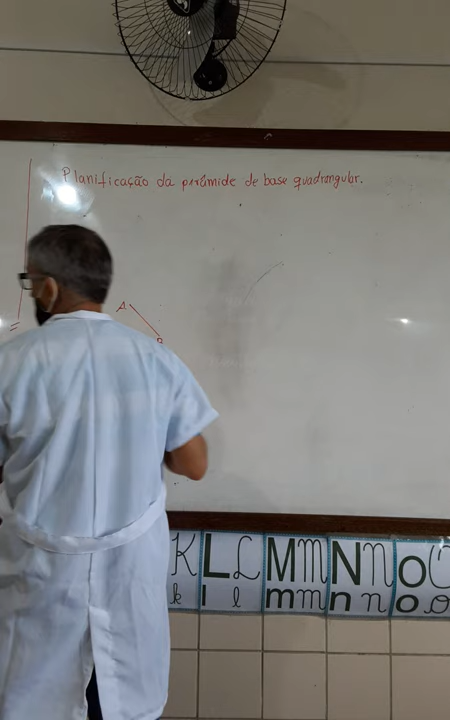 Planificação da pirâmide de base quadrangular.
A
B
K L L M M N N O O
k l l m m n n o o